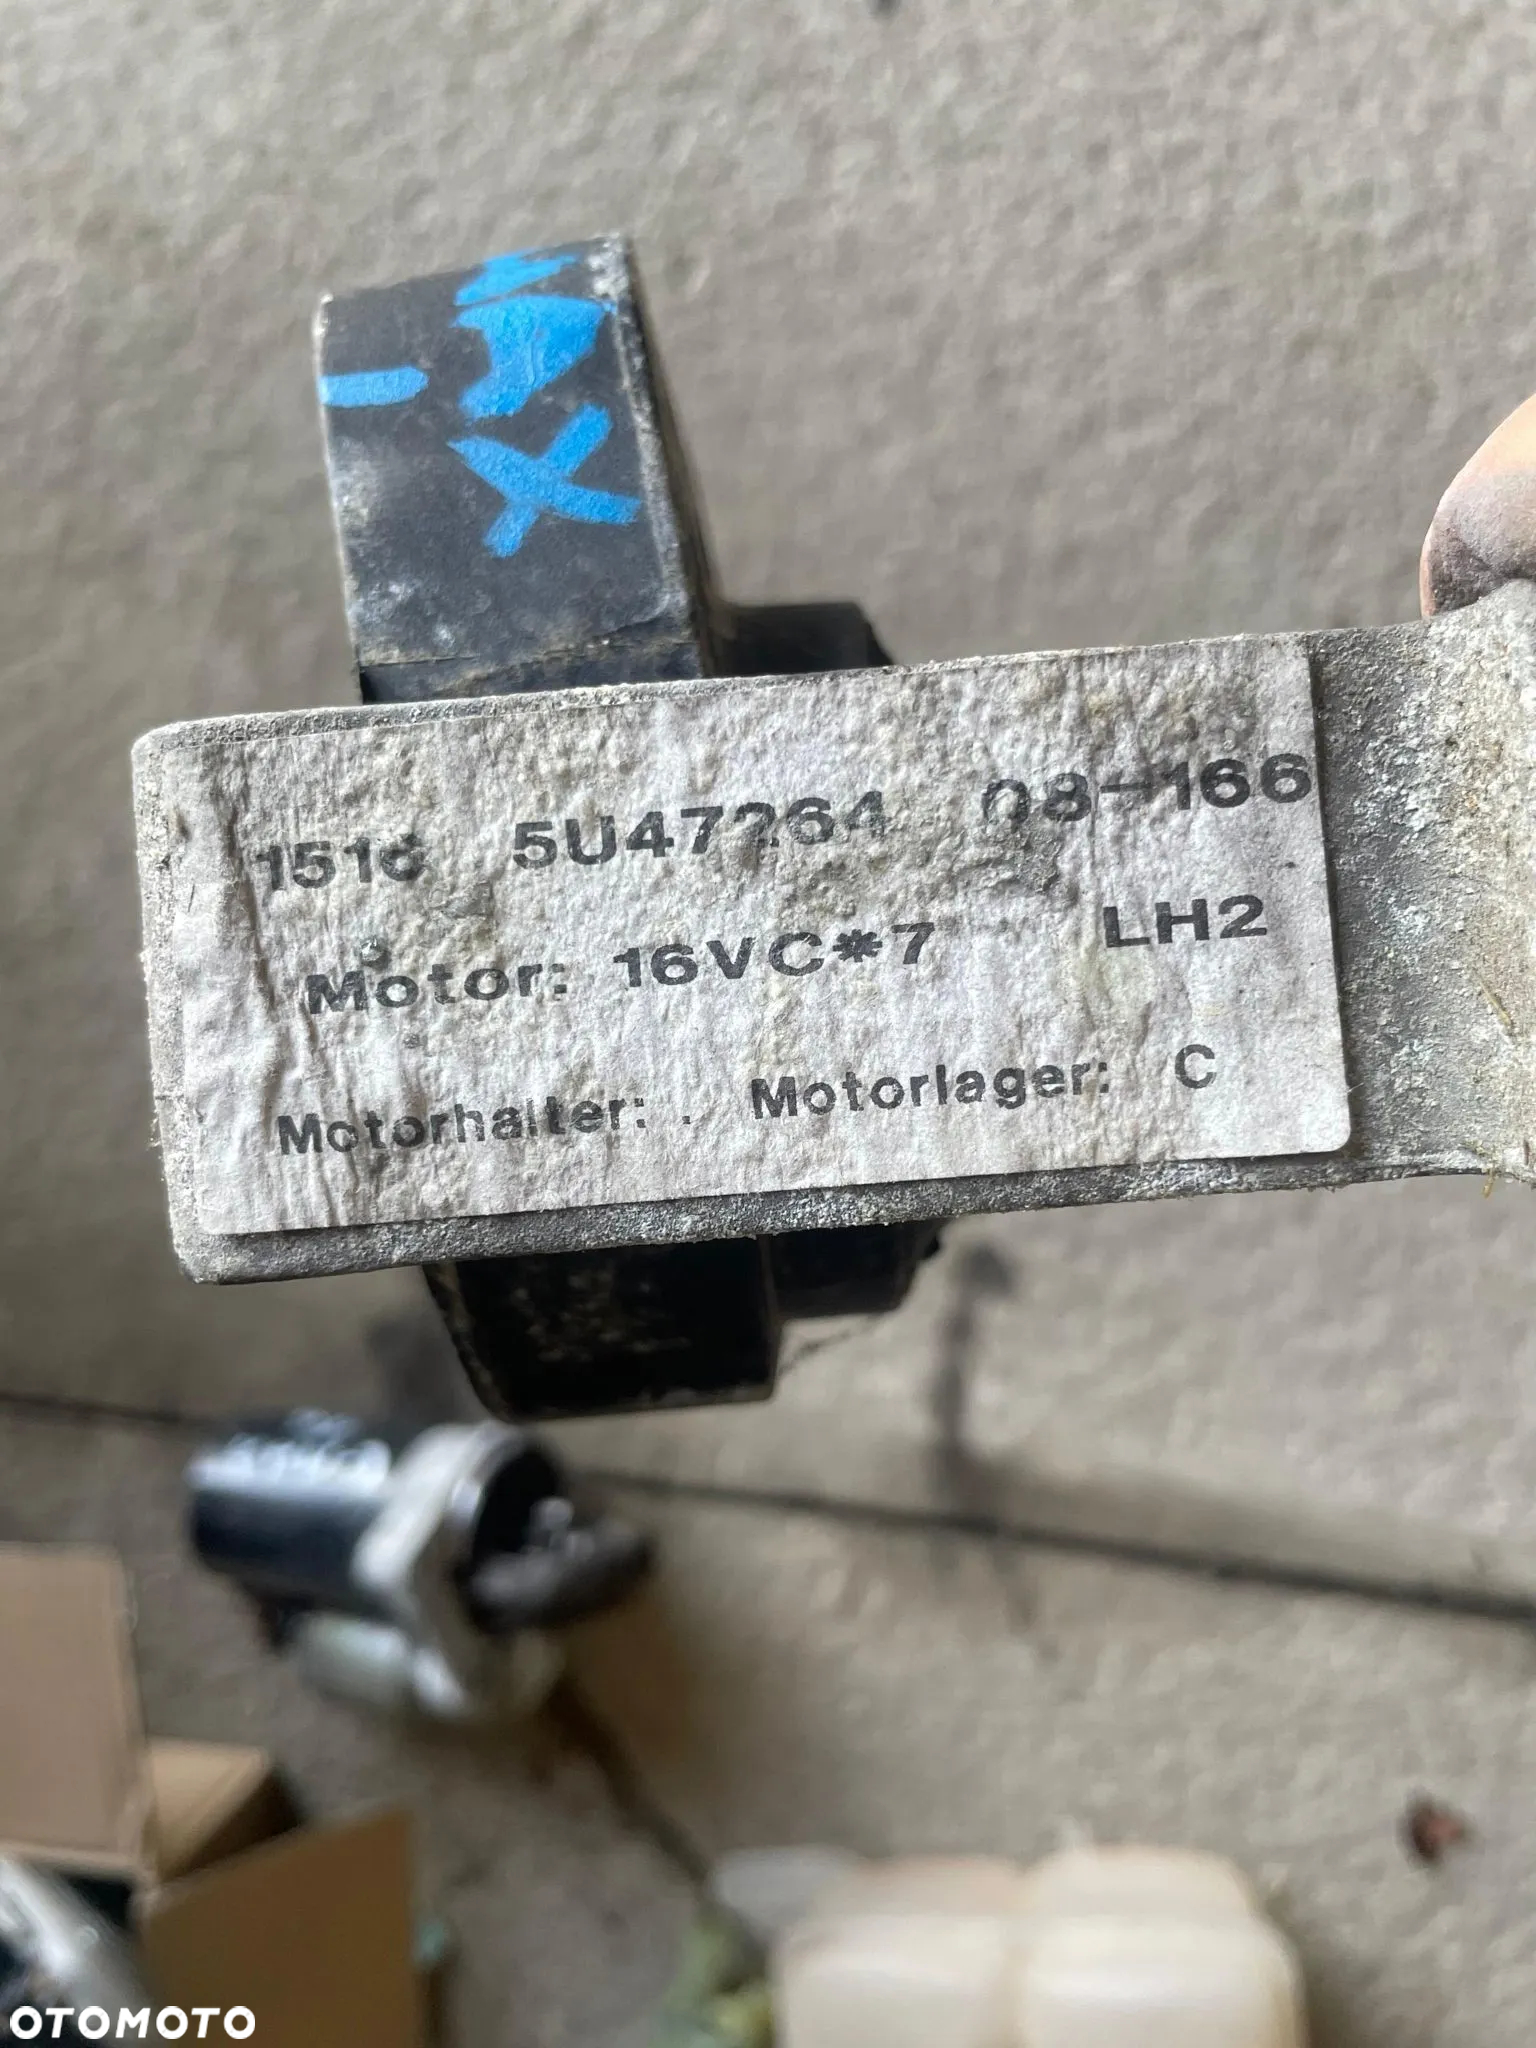 1516 5U47264 08-166
Motor: 16VC*7 LH2
Motorhalter: . Motorlager: C
OTOMOTO